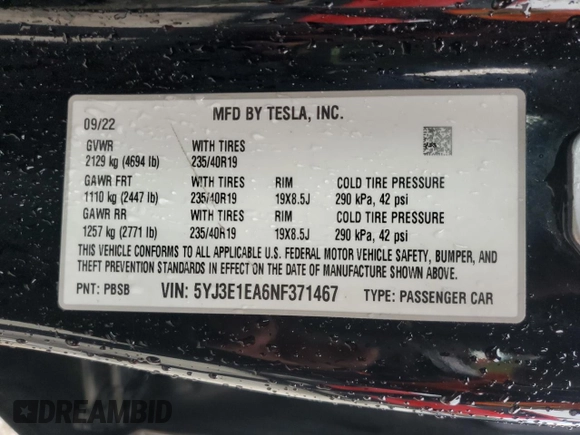 MFD BY TESLA, INC.
09/22
GVWR WITH TIRES
2129 kg (4694 lb) 235/40R19
GAWR FRT WITH TIRES RIM COLD TIRE PRESSURE
1110 kg (2447 lb) 235/40R19 19X8.5J 290 kPa, 42 psi
GAWR RR WITH TIRES RIM COLD TIRE PRESSURE
1257 kg (2771 lb) 235/40R19 19X8.5J 290 kPa, 42 psi
THIS VEHICLE CONFORMS TO ALL APPLICABLE U.S. FEDERAL MOTOR VEHICLE SAFETY, BUMPER, AND
THEFT PREVENTION STANDARDS IN EFFECT ON THE DATE OF MANUFACTURE SHOWN ABOVE.
PNT: PBSB VIN: 5YJ3E1EA6NF371467 TYPE: PASSENGER CAR
DREAMBID